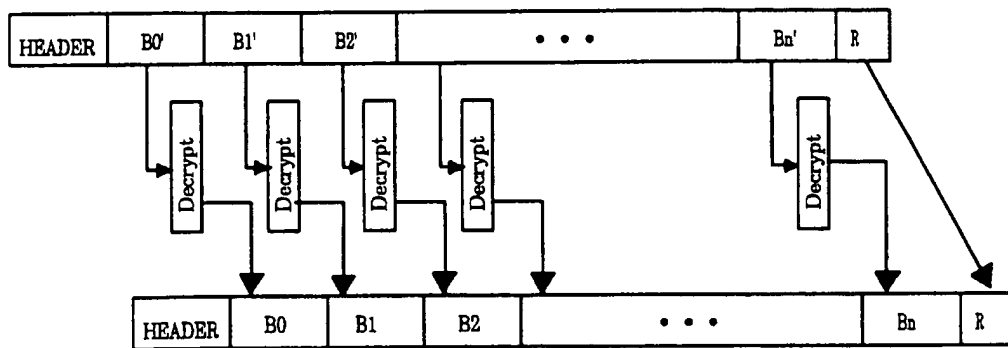 HEADER B0' B1' B2' • • • Bn' R
Decrypt Decrypt Decrypt Decrypt Decrypt
HEADER B0 B1 B2 • • • Bn R